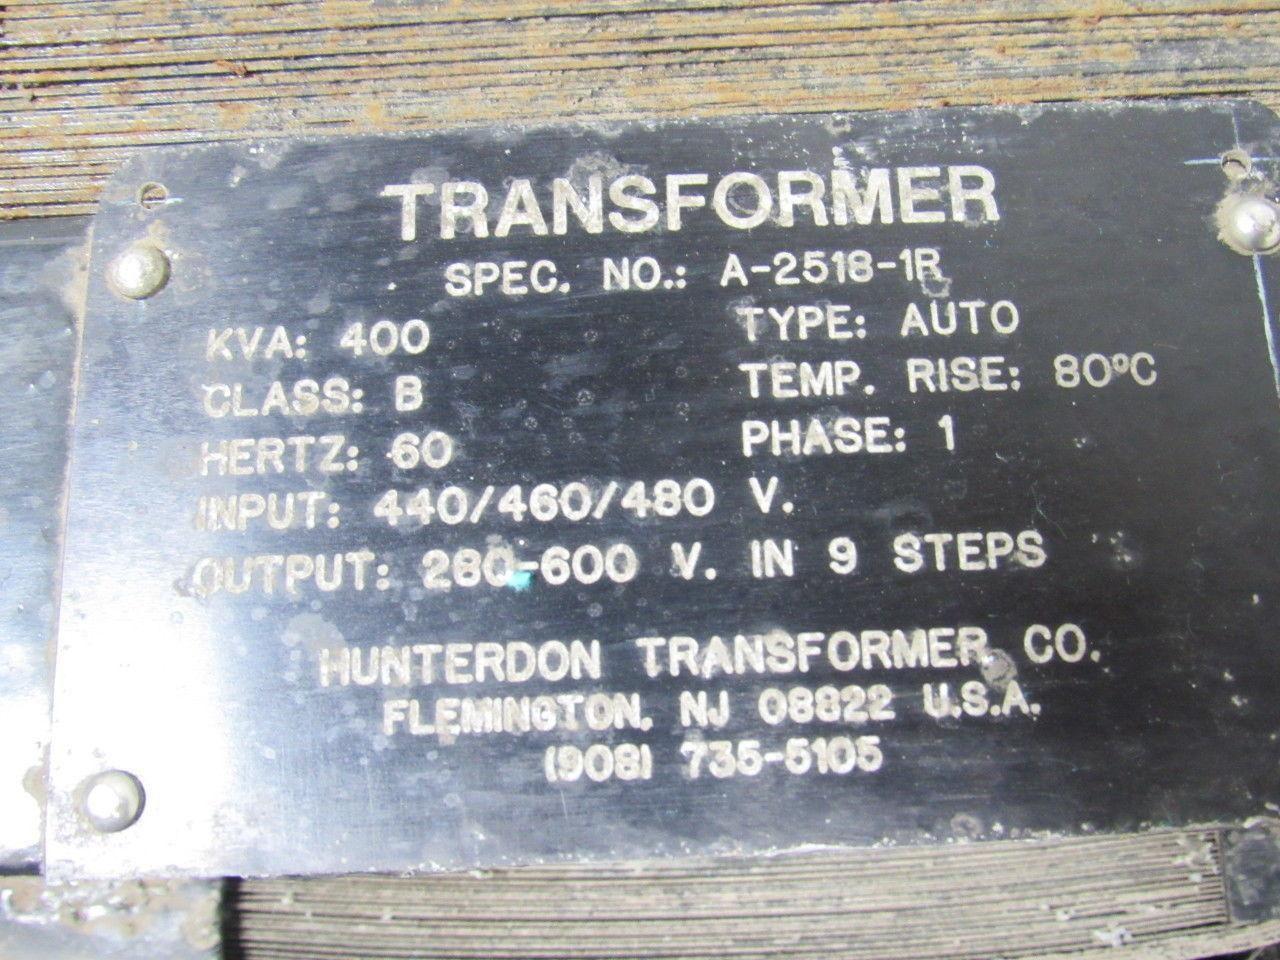 TRANSFORMER
SPEC. NO.: A-2518-1R
KVA: 400 TYPE: AUTO
CLASS: B TEMP. RISE: 80ºC
HERTZ: 60 PHASE: 1
INPUT: 440/460/480 V.
OUTPUT: 280-600 V. IN 9 STEPS
HUNTERDON TRANSFORMER CO.
FLEMINGTON, NJ 08822 U.S.A.
(908) 735-5105